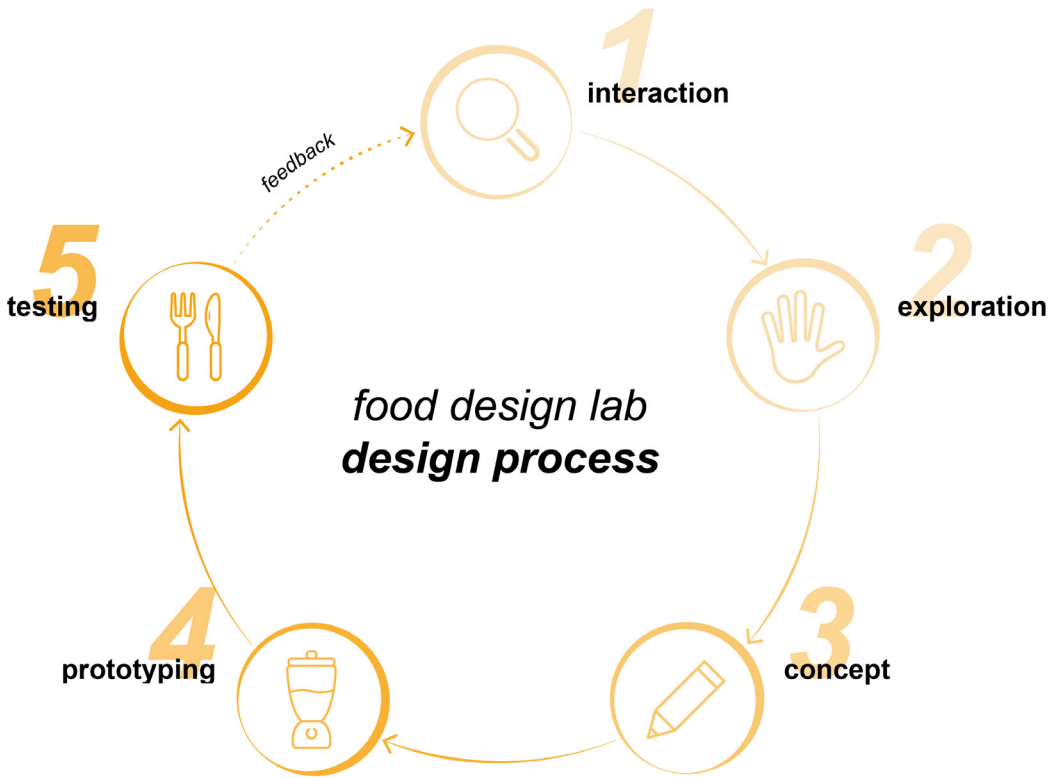 food design lab
design process
1
interaction
2
exploration
3
concept
4
prototyping
5
testing
feedback